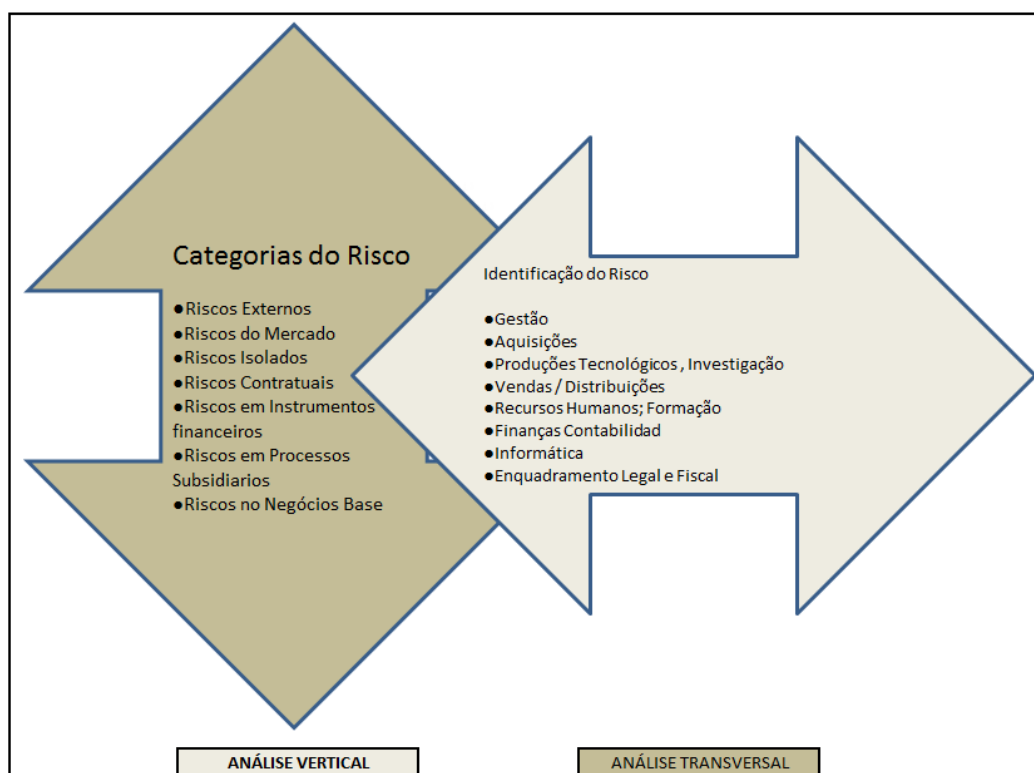 Categorias do Risco
●Riscos Externos
●Riscos do Mercado
●Riscos Isolados
●Riscos Contratuais
●Riscos em Instrumentos
financeiros
●Riscos em Processos
Subsidiarios
●Riscos no Negócios Base
Identificação do Risco
●Gestão
●Aquisições
●Produções Tecnológicos , Investigação
●Vendas / Distribuições
●Recursos Humanos; Formação
●Finanças Contabilidad
●Informática
●Enquadramento Legal e Fiscal
ANÁLISE VERTICAL
ANÁLISE TRANSVERSAL